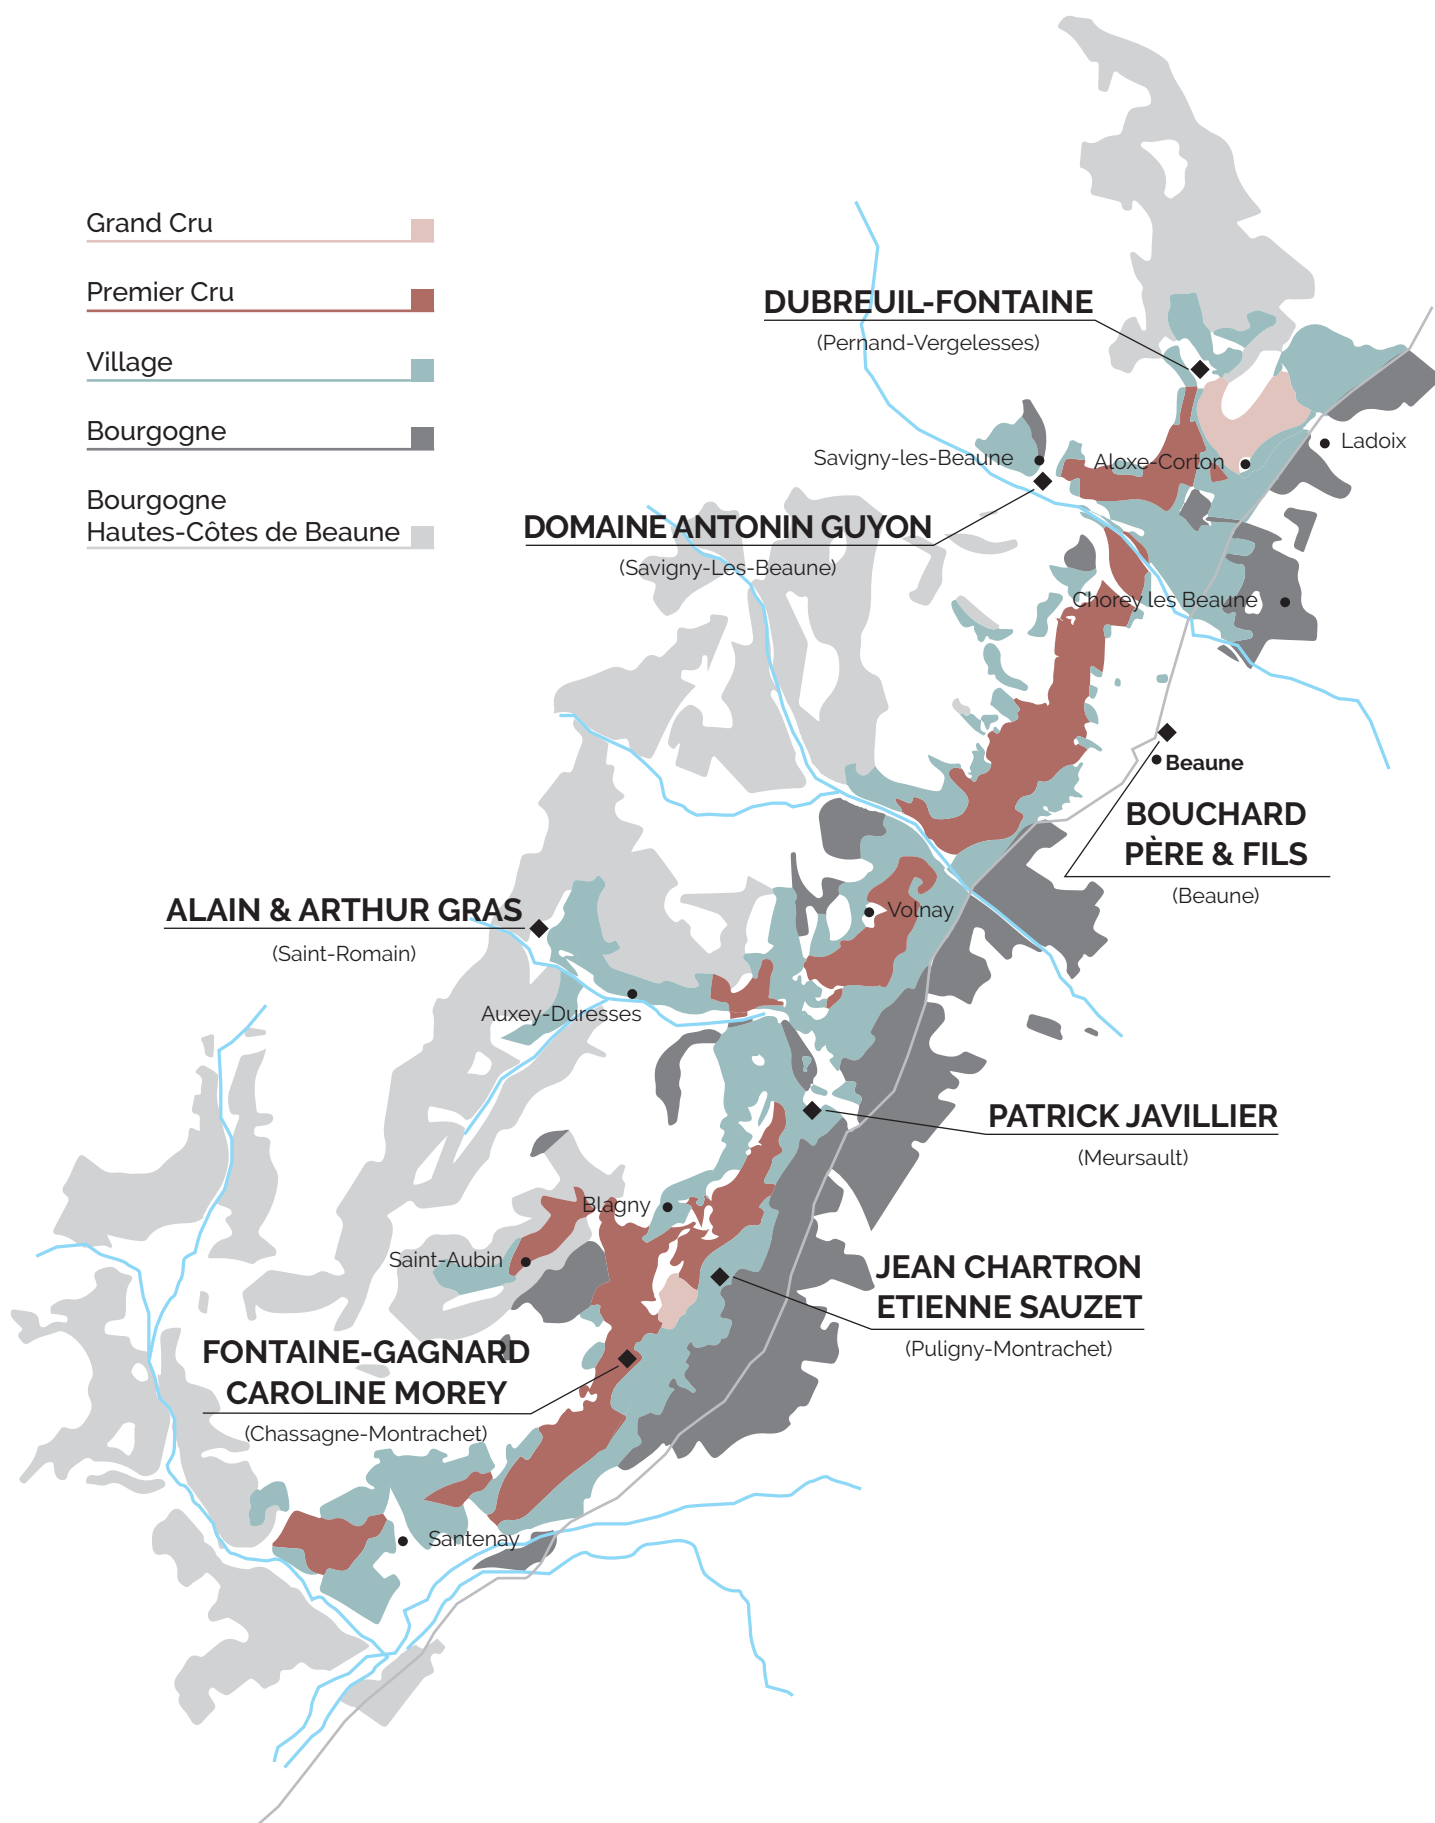 Grand Cru
Premier Cru
Village
Bourgogne
Bourgogne
Hautes-Côtes de Beaune
DUBREUIL-FONTAINE
(Pernand-Vergelesses)
Ladoix
Savigny-les-Beaune
Aloxe-Corton
DOMAINE ANTONIN GUYON
(Savigny-Les-Beaune)
Chorey les Beaune
Beaune
BOUCHARD
PÈRE & FILS
(Beaune)
ALAIN & ARTHUR GRAS
(Saint-Romain)
Volnay
Auxey-Duresses
PATRICK JAVILLIER
(Meursault)
Blagny
Saint-Aubin
JEAN CHARTRON
ETIENNE SAUZET
(Puligny-Montrachet)
FONTAINE-GAGNARD
CAROLINE MOREY
(Chassagne-Montrachet)
Santenay